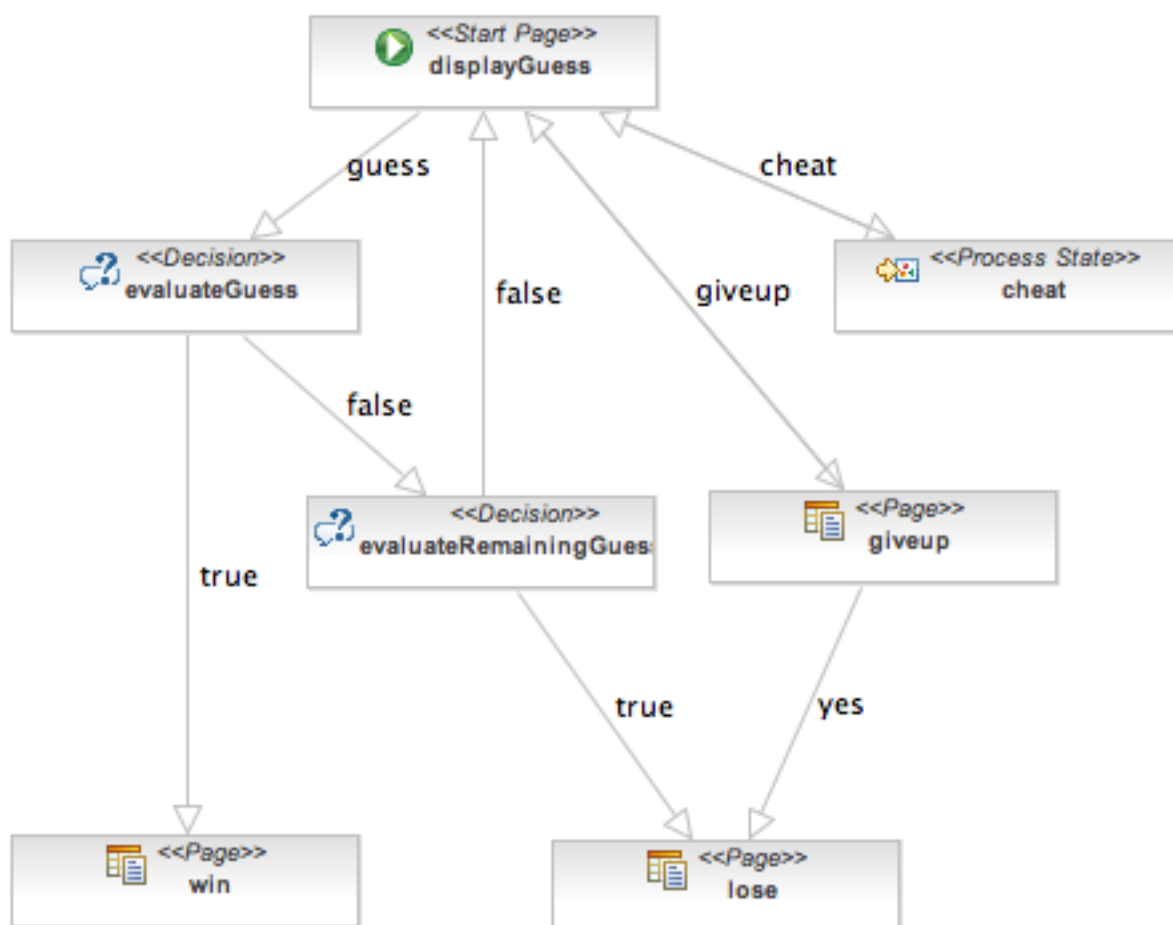 <<Start Page>>
displayGuess
guess
cheat
<<Decision>>
evaluateGuess
false
giveup
<<Process State>>
cheat
false
<<Decision>>
evaluateRemainingGuess
<<Page>>
giveup
true
true
yes
<<Page>>
win
<<Page>>
lose